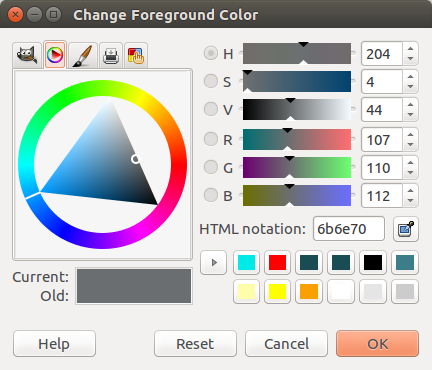 Change Foreground Color
H 204
S 4
V 44
R 107
G 110
B 112
HTML notation: 6b6e70
Current:
Old:
Help Reset Cancel OK